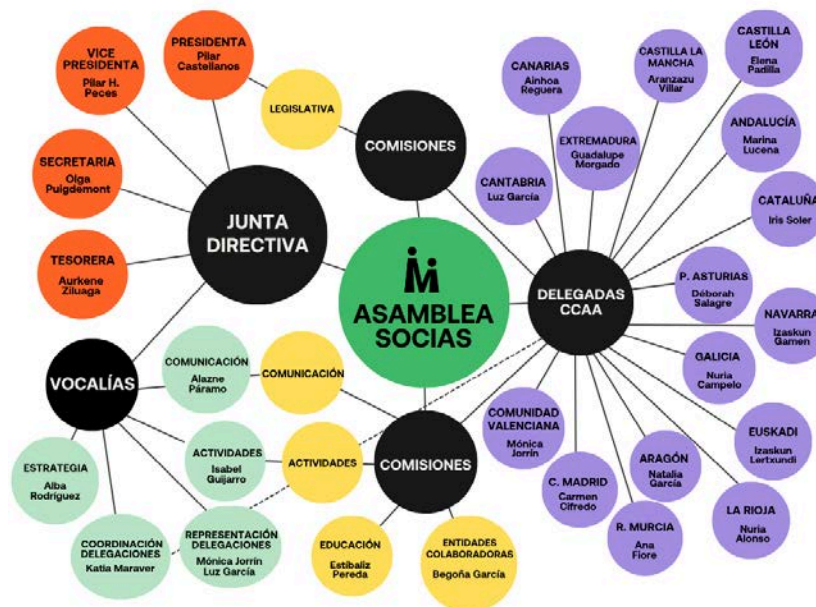 VICE
PRESIDENTA
Pilar H.
Peces
PRESIDENTA
Pilar
Castellanos
LEGISLATIVA
SECRETARIA
Olga
Puigdemont
TESORERA
Aurkene
Ziluaga
JUNTA
DIRECTIVA
COMISIONES
ASAMBLEA
SOCIAS
CANARIAS
Ainhoa
Reguera
CASTILLA LA
MANCHA
Aranzazu
Villar
CASTILLA
LEÓN
Elena
Padilla
EXTREMADURA
Guadalupe
Morgado
ANDALUCÍA
Marina
Lucena
CANTABRIA
Luz García
CATALUÑA
Iris Soler
DELEGADAS
CCAA
P. ASTURIAS
Déborah
Salagre
NAVARRA
Izaskun
Gamen
GALICIA
Nuria
Campelo
EUSKADI
Izaskun
Lertxundi
COMUNIDAD
VALENCIANA
Mónica
Jorrín
ARAGÓN
Natalia
García
C. MADRID
Carmen
Cifredo
R. MURCIA
Ana
Fiore
LA RIOJA
Nuria
Alonso
VOCALÍAS
COMUNICACIÓN
Alazne
Páramo
COMUNICACIÓN
ACTIVIDADES
Isabel
Guijarro
ACTIVIDADES
COMISIONES
ESTRATEGIA
Alba
Rodríguez
COORDINACIÓN
DELEGACIONES
Katia Maraver
REPRESENTACIÓN
DELEGACIONES
Mónica Jorrín
Luz García
EDUCACIÓN
Estíbaliz
Pereda
ENTIDADES
COLABORADORAS
Begoña García